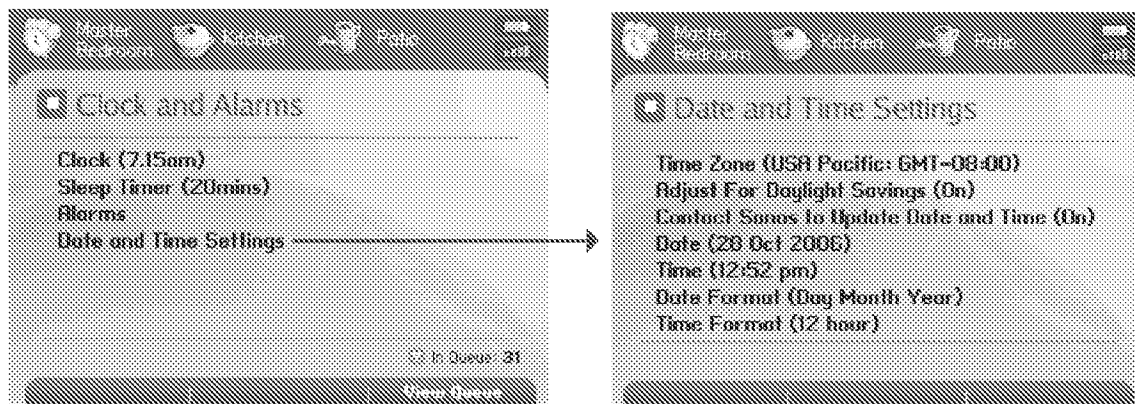 Master
Bedroom
Kitchen
Patio
Clock and Alarms
Clock (7.15am)
Sleep Timer (20mins)
Alarms
Date and Time Settings
In Queue: 31
View Queue
Master
Bedroom
Kitchen
Patio
Date and Time Settings
Time Zone (USA Pacific: GMT-08:00)
Adjust For Daylight Savings (On)
Contact Sonos to Update Date and Time (On)
Date (20 Oct 2006)
Time (12:52 pm)
Date Format (Day Month Year)
Time Format (12 hour)